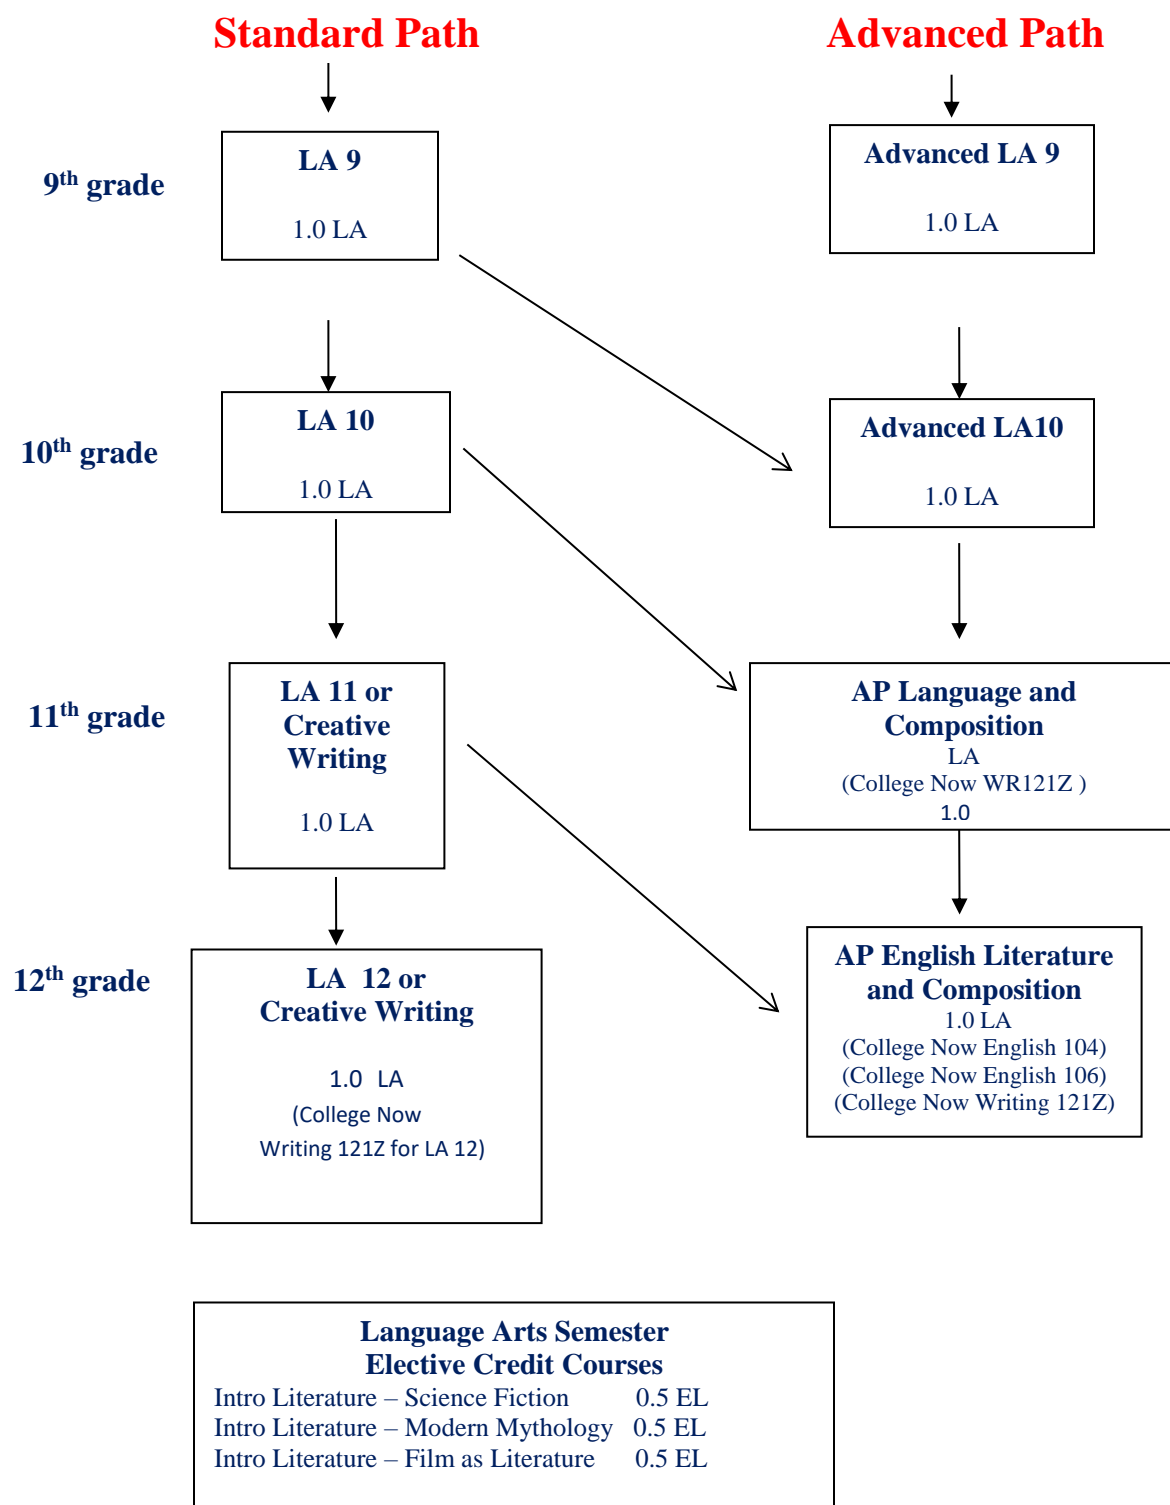 Standard Path
Advanced Path
9th grade
LA 9
1.0 LA
Advanced LA 9
1.0 LA
10th grade
LA 10
1.0 LA
Advanced LA10
1.0 LA
11th grade
LA 11 or
Creative
Writing
1.0 LA
AP Language and
Composition
LA
(College Now WR121Z )
1.0
12th grade
LA  12 or
Creative Writing
1.0  LA
(College Now
Writing 121Z for LA 12)
AP English Literature
and Composition
1.0 LA
(College Now English 104)
(College Now English 106)
(College Now Writing 121Z)
Language Arts Semester
Elective Credit Courses
Intro Literature – Science Fiction 0.5 EL
Intro Literature – Modern Mythology 0.5 EL
Intro Literature – Film as Literature 0.5 EL